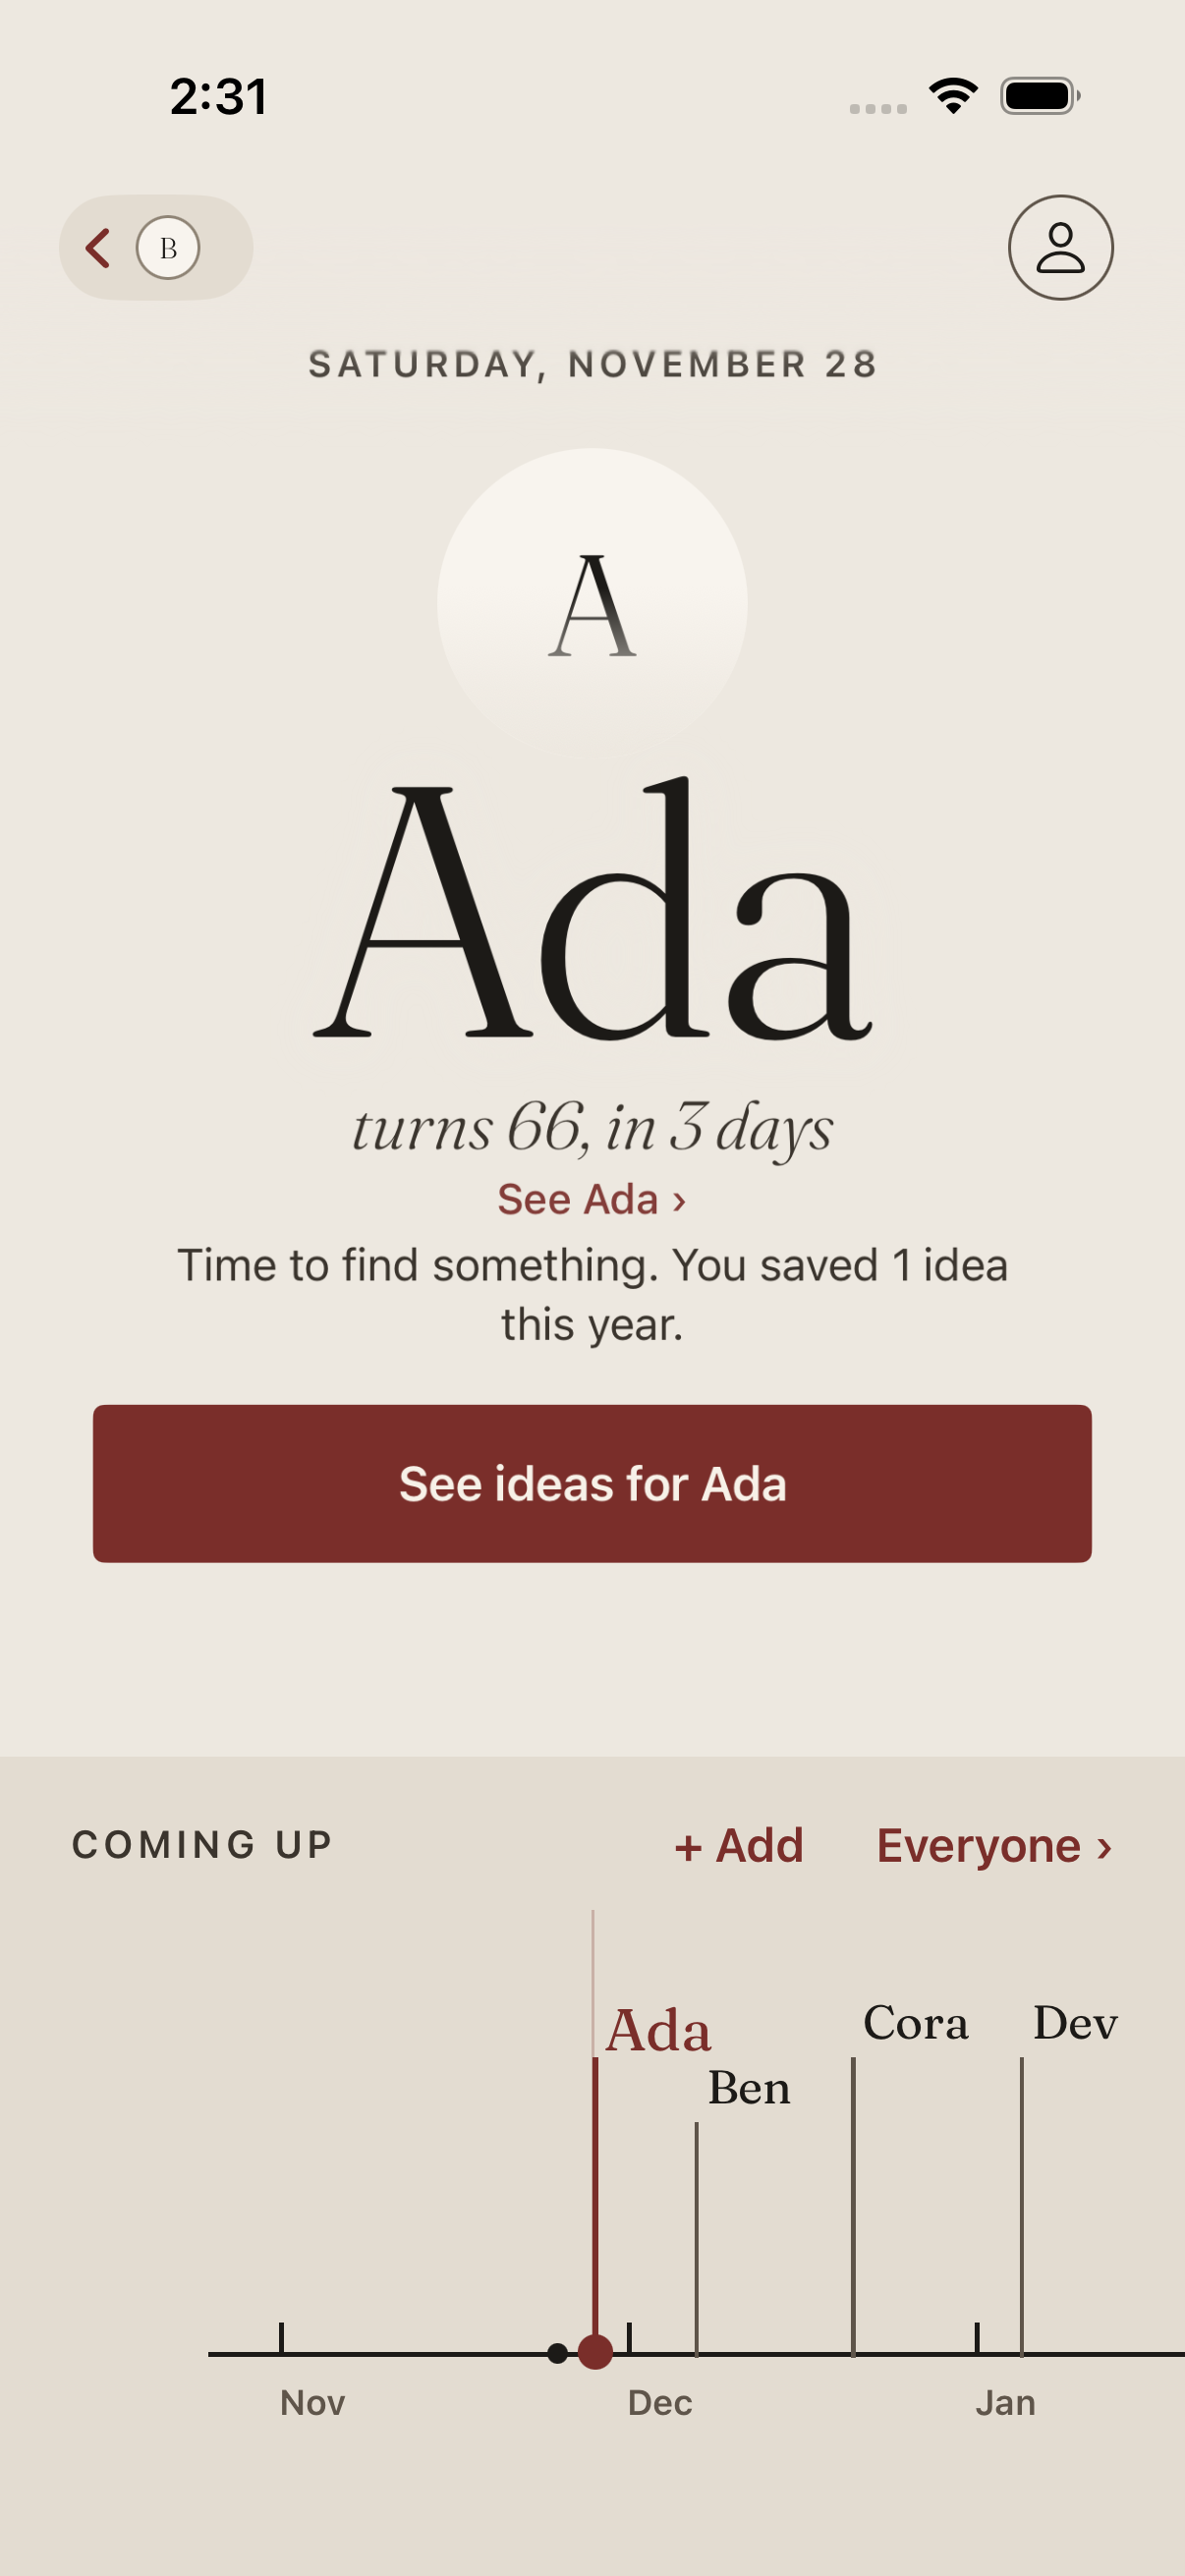 2:31
B
SATURDAY, NOVEMBER 28
A
Ada
turns 66, in 3 days
See Ada ›
Time to find something. You saved 1 idea
this year.
See ideas for Ada
COMING UP
+ Add
Everyone ›
Ada
Cora
Dev
Ben
Nov
Dec
Jan